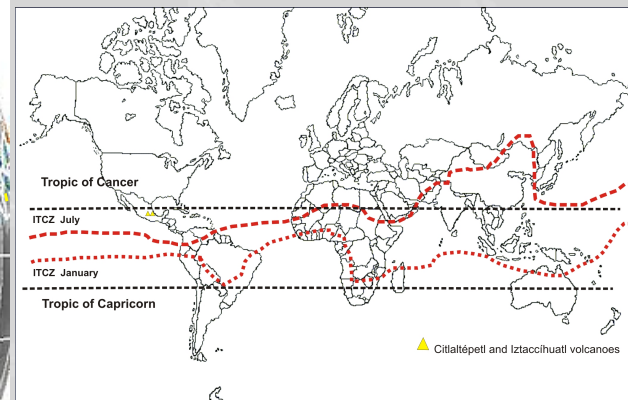 Tropic of Cancer
ITCZ July
ITCZ January
Tropic of Capricorn
Citlaltépetl and Iztaccíhuatl volcanoes